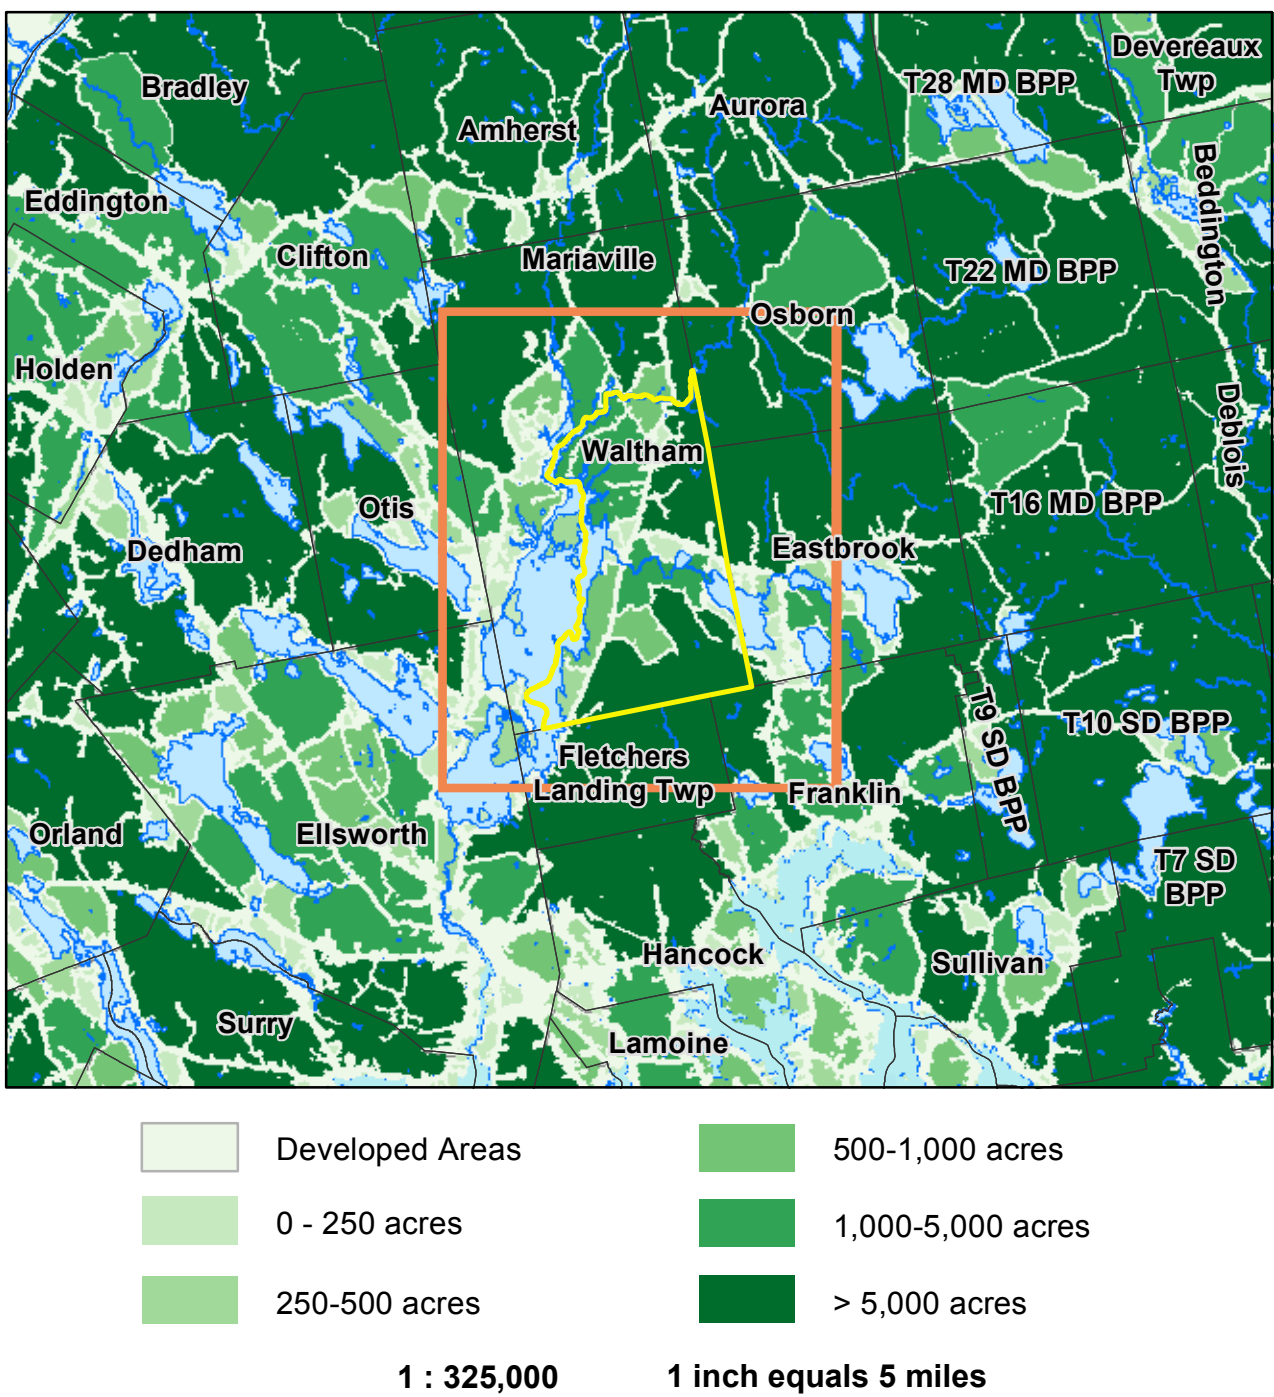 Devereaux
Twp
Bradley
T28 MD BPP
Aurora
Amherst
Beddington
Eddington
Clifton
Mariaville
T22 MD BPP
Osborn
Holden
Deblois
Waltham
Otis
T16 MD BPP
Dedham
Eastbrook
T9 SD BPP
T10 SD BPP
Fletchers
Landing Twp
Franklin
Orland
Ellsworth
T7 SD
BPP
Hancock
Sullivan
Surry
Lamoine
Developed Areas
500-1,000 acres
0 - 250 acres
1,000-5,000 acres
250-500 acres
> 5,000 acres
1 : 325,000
1 inch equals 5 miles